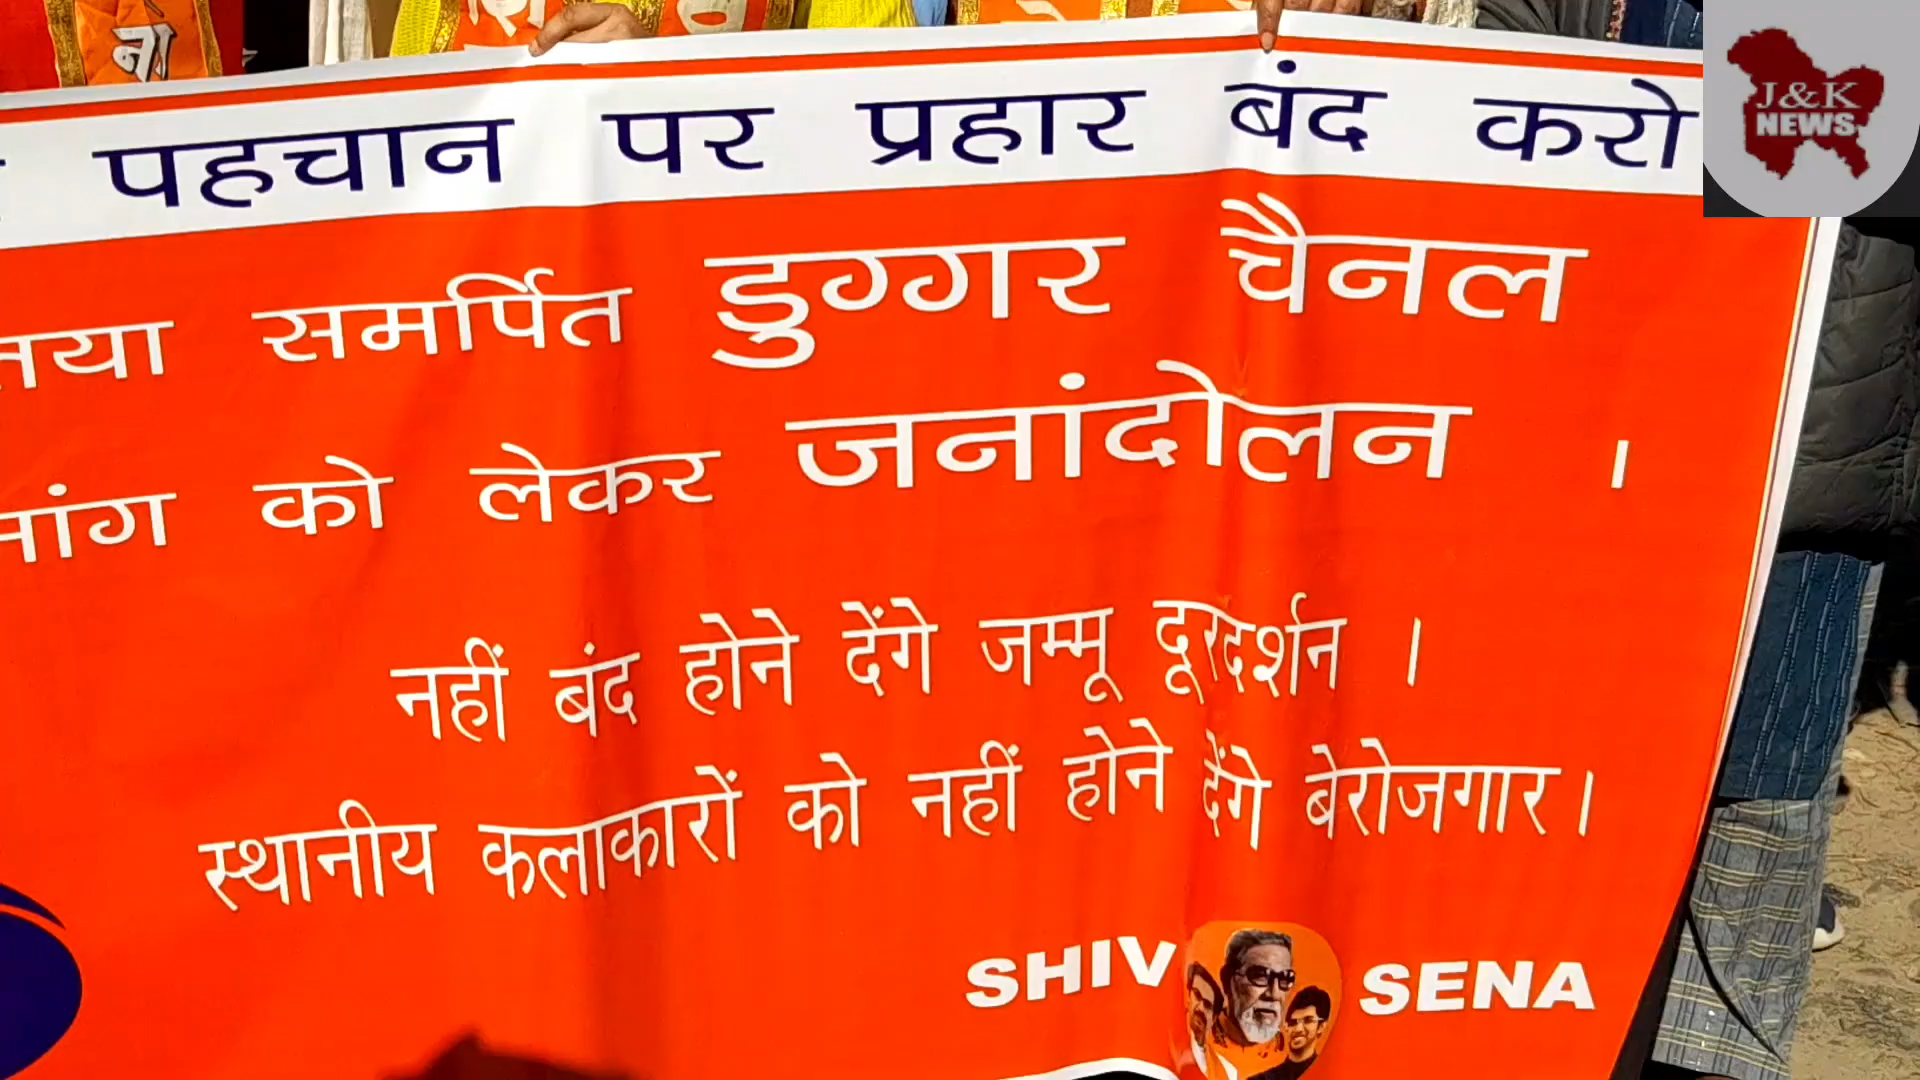 पहचान पर प्रहार बंद करो
समर्पित डुग्गर चैनल
को लेकर जनांदोलन ।
नहीं बंद होने देंगे जम्मू दूरदर्शन ।
स्थानीय कलाकारों को नहीं होने देंगे बेरोजगार।
SHIV SENA
J&K
NEWS